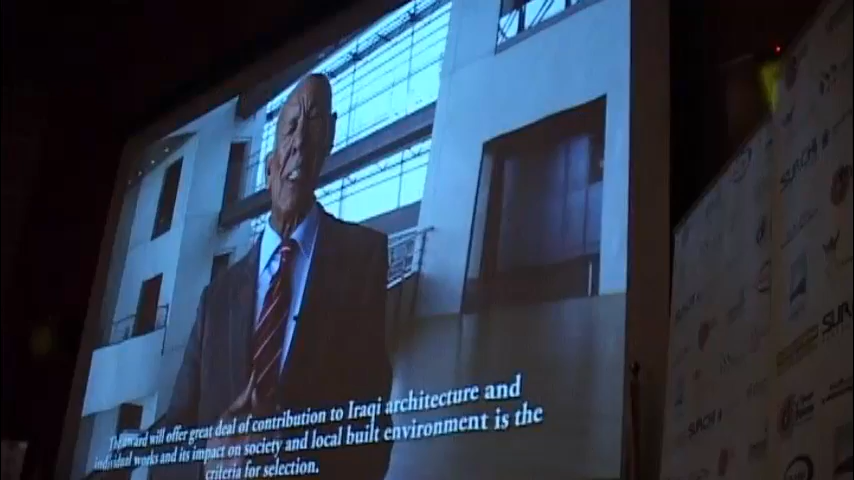 The award will offer great deal of contribution to Iraqi architecture and
individual works and its impact on society and local built environment is the
criteria for selection.